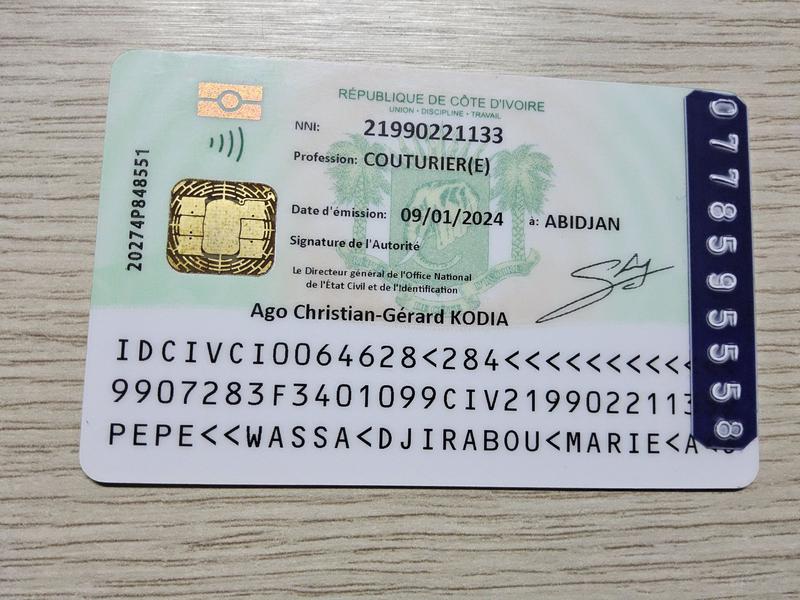 RÉPUBLIQUE DE CÔTE D'IVOIRE
UNION • DISCIPLINE • TRAVAIL
NNI: 21990221133
Profession: COUTURIER(E)
Date d'émission: 09/01/2024 à: ABIDJAN
Signature de l'Autorité
Le Directeur général de l'Office National
de l'État Civil et de l'Identification
Ago Christian-Gérard KODIA
20274P848551
IDCIVCI0064628<284<<<<<<<<<<
9907283F3401099CIV2199022113
PEPE<<WASSA<DJIRABOU<MARIE<A
0778595558